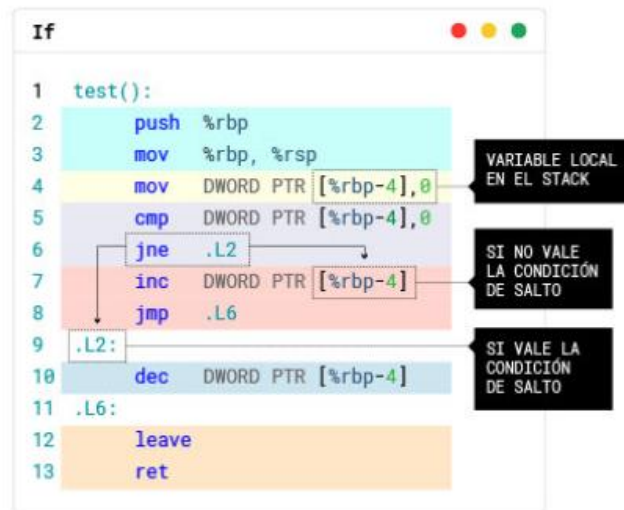 If
1 test():
2 push %rbp
3 mov %rbp, %rsp
4 mov DWORD PTR [%rbp-4],0
5 cmp DWORD PTR [%rbp-4],0
6 jne .L2
7 inc DWORD PTR [%rbp-4]
8 jmp .L6
9 .L2:
10 dec DWORD PTR [%rbp-4]
11 .L6:
12 leave
13 ret
VARIABLE LOCAL
EN EL STACK
SI NO VALE
LA CONDICIÓN
DE SALTO
SI VALE LA
CONDICIÓN
DE SALTO